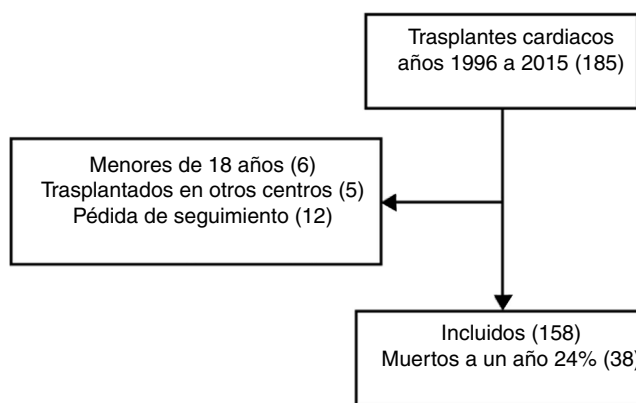 Trasplantes cardiacos
años 1996 a 2015 (185)
Menores de 18 años (6)
Trasplantados en otros centros (5)
Pédida de seguimiento (12)
Incluidos (158)
Muertos a un año 24% (38)